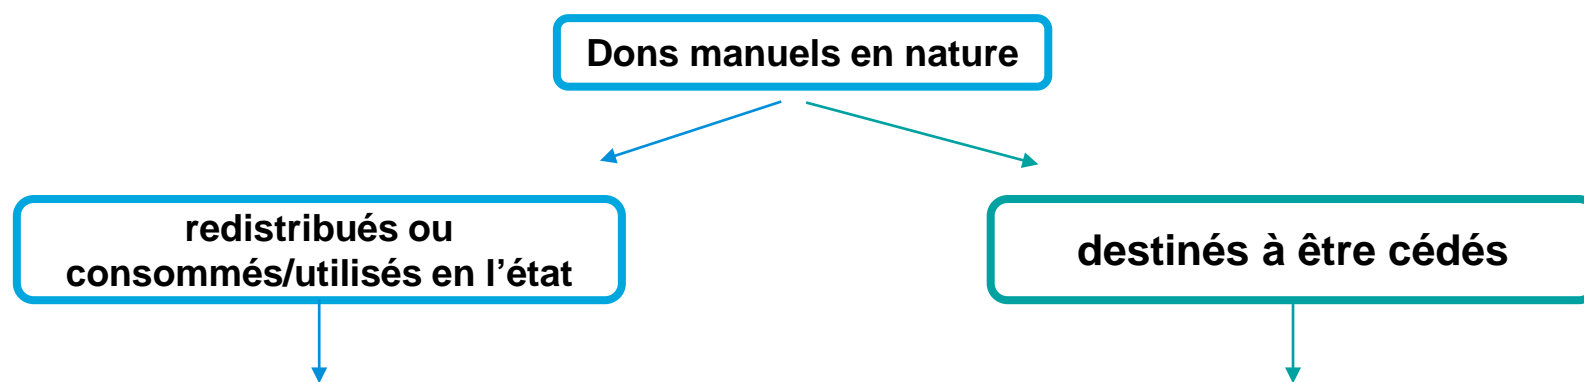 Dons manuels en nature
redistribués ou
consommés/utilisés en l’état
destinés à être cédés